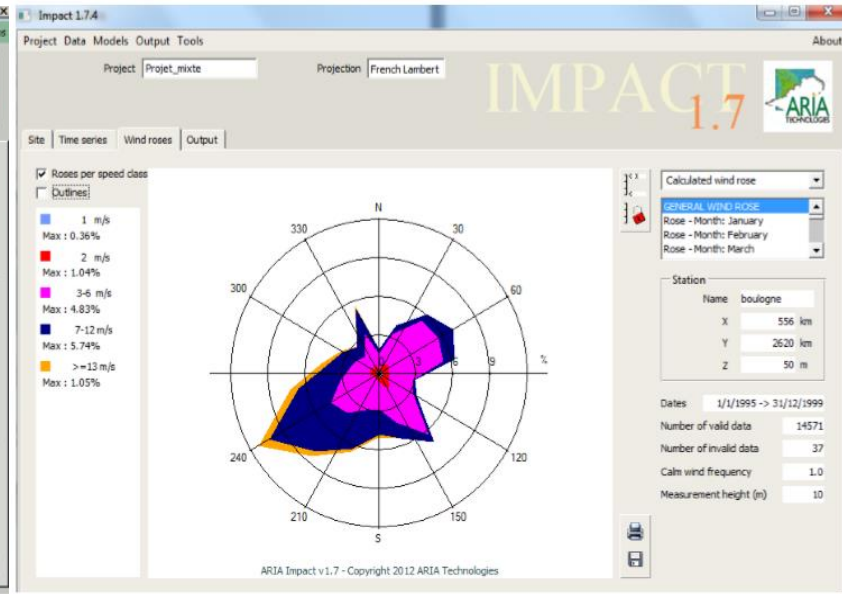 Impact 1.7.4
Project Data Models Output Tools About
Project Projet_mixte Projection French Lambert
IMPACT
1.7
ARIA
TECHNOLOGIES
Site Time series Wind roses Output
Roses per speed class
Outlines
1 m/s
Max : 0.36%
2 m/s
Max : 1.04%
3-6 m/s
Max : 4.83%
7-12 m/s
Max : 5.74%
>=13 m/s
Max : 1.05%
N
330 30
300 60
0 3 6 9 %
240 120
210 150
S
ARIA Impact v1.7 - Copyright 2012 ARIA Technologies
Calculated wind rose
GENERAL WIND ROSE
Rose - Month: January
Rose - Month: February
Rose - Month: March
Station
Name boulogne
X 556 km
Y 2620 km
Z 50 m
Dates 1/1/1995 -> 31/12/1999
Number of valid data 14571
Number of invalid data 37
Calm wind frequency 1.0
Measurement height (m) 10